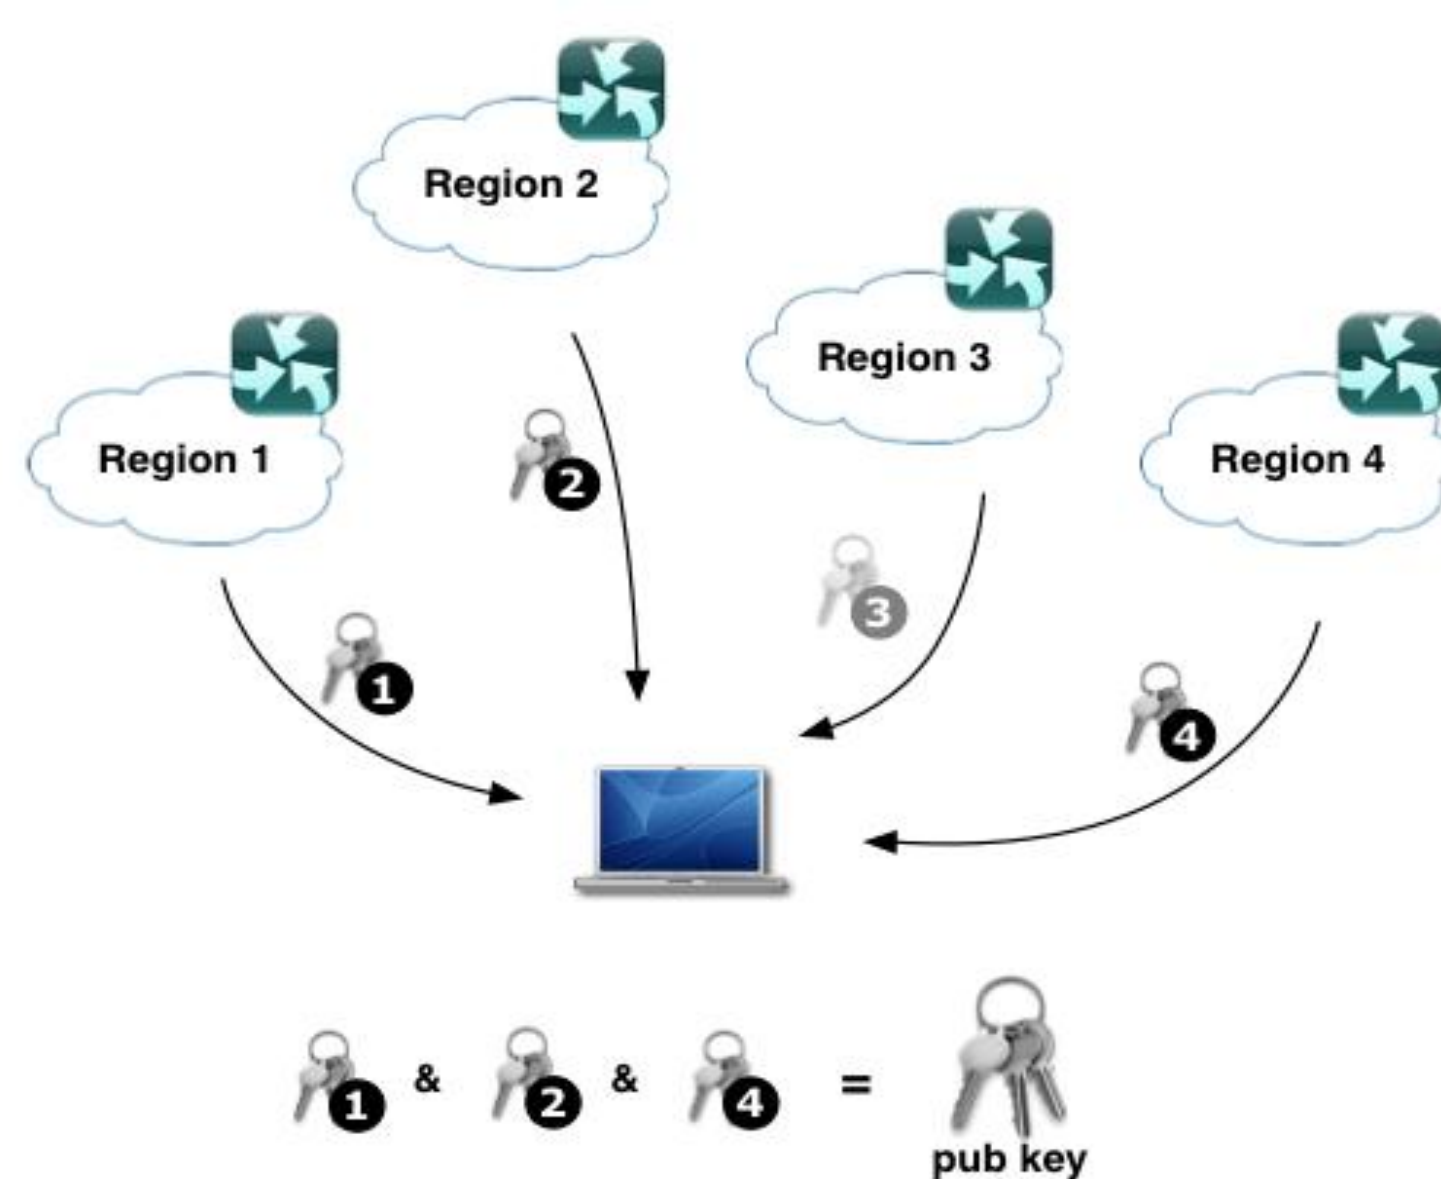 Region 2
Region 3
Region 1
Region 4
2
3
1
4
1 & 2 & 4 =
pub key